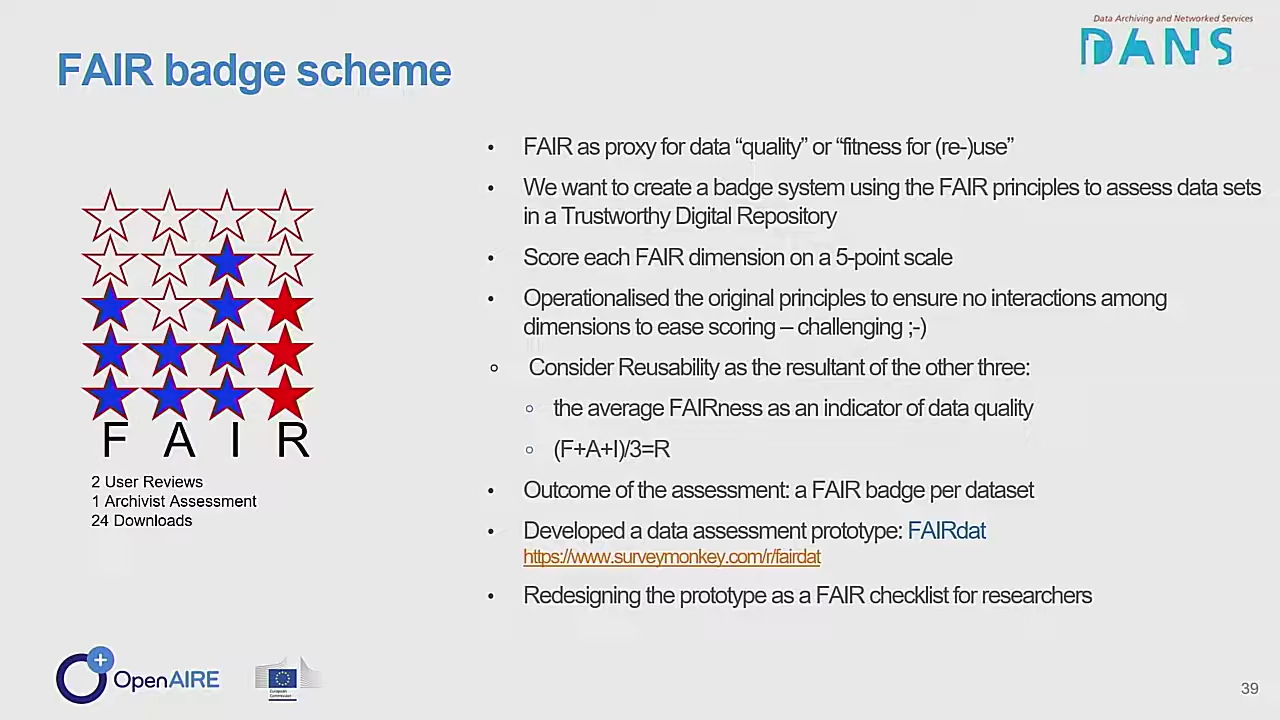 Data Archiving and Networked Services
DANS
FAIR badge scheme
• FAIR as proxy for data “quality” or “fitness for (re-)use”
• We want to create a badge system using the FAIR principles to assess data sets
in a Trustworthy Digital Repository
• Score each FAIR dimension on a 5-point scale
• Operationalised the original principles to ensure no interactions among
dimensions to ease scoring – challenging ;-)
○ Consider Reusability as the resultant of the other three:
○ the average FAIRness as an indicator of data quality
○ (F+A+I)/3=R
• Outcome of the assessment: a FAIR badge per dataset
• Developed a data assessment prototype: FAIRdat
https://www.surveymonkey.com/r/fairdat
• Redesigning the prototype as a FAIR checklist for researchers
F A I R
2 User Reviews
1 Archivist Assessment
24 Downloads
OpenAIRE
European
Commission
39